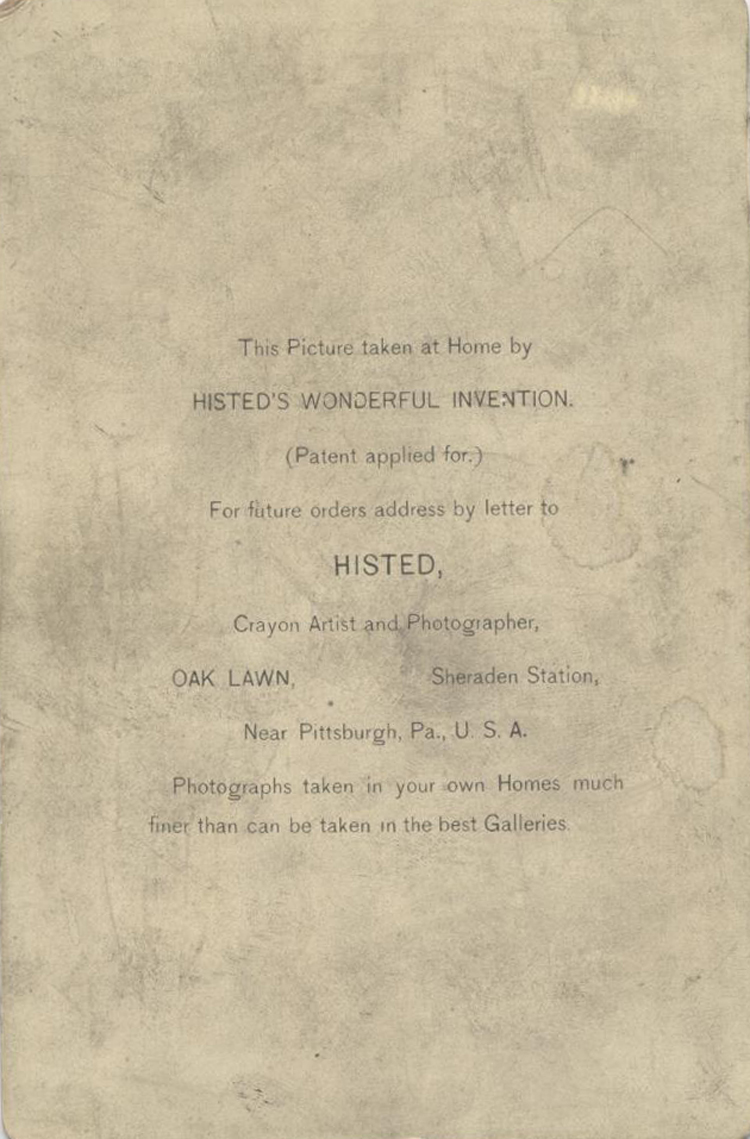 This Picture taken at Home by
HISTED'S WONDERFUL INVENTION.
(Patent applied for.)
For future orders address by letter to
HISTED,
Crayon Artist and Photographer,
OAK LAWN, Sheraden Station,
Near Pittsburgh, Pa., U. S. A.
Photographs taken in your own Homes much
finer than can be taken in the best Galleries.